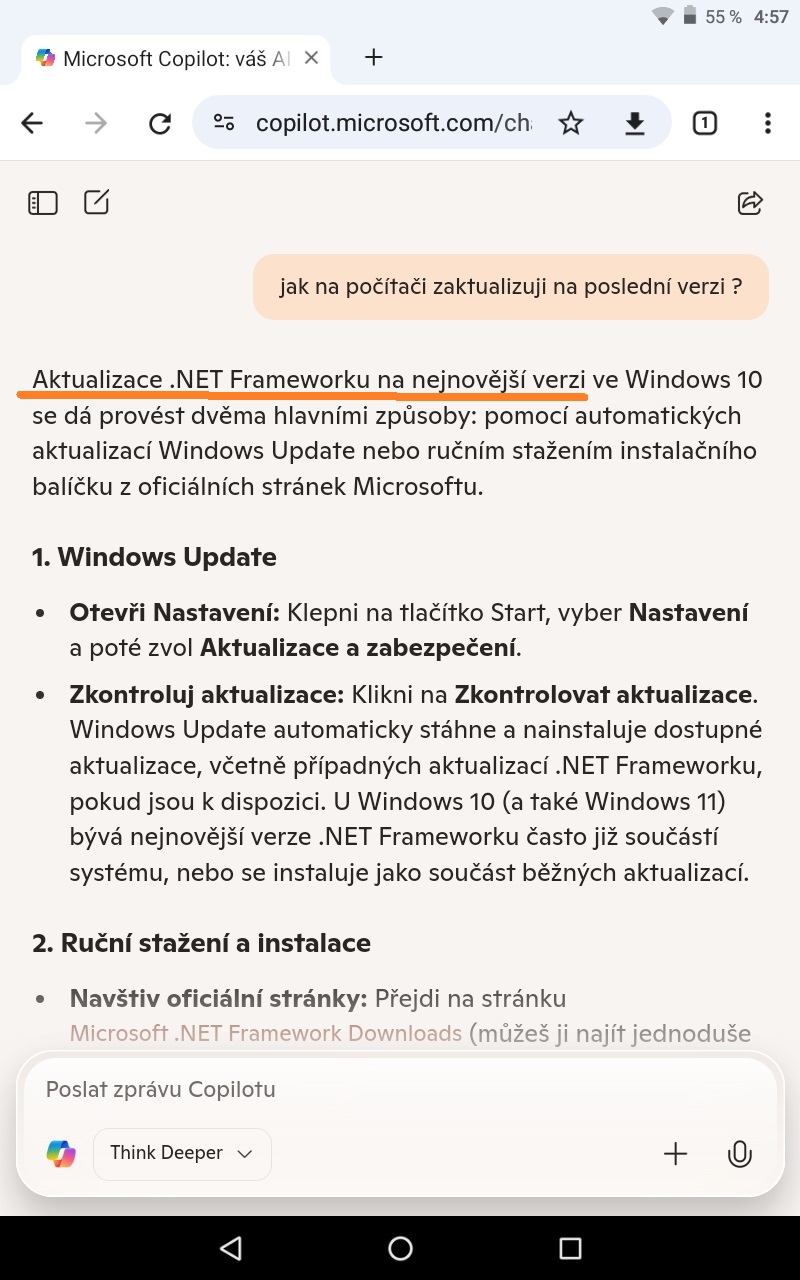 55 % 4:57
Microsoft Copilot: váš AI
copilot.microsoft.com/ch
1
jak na počítači zaktualizuji na poslední verzi ?
Aktualizace .NET Frameworku na nejnovější verzi ve Windows 10
se dá provést dvěma hlavními způsoby: pomocí automatických
aktualizací Windows Update nebo ručním stažením instalačního
balíčku z oficiálních stránek Microsoftu.
1. Windows Update
• Otevři Nastavení: Klepni na tlačítko Start, vyber Nastavení
a poté zvol Aktualizace a zabezpečení.
• Zkontroluj aktualizace: Klikni na Zkontrolovat aktualizace.
Windows Update automaticky stáhne a nainstaluje dostupné
aktualizace, včetně případných aktualizací .NET Frameworku,
pokud jsou k dispozici. U Windows 10 (a také Windows 11)
bývá nejnovější verze .NET Frameworku často již součástí
systému, nebo se instaluje jako součást běžných aktualizací.
2. Ruční stažení a instalace
• Navštiv oficiální stránky: Přejdi na stránku
Microsoft .NET Framework Downloads (můžeš ji najít jednoduše
Poslat zprávu Copilotu
Think Deeper